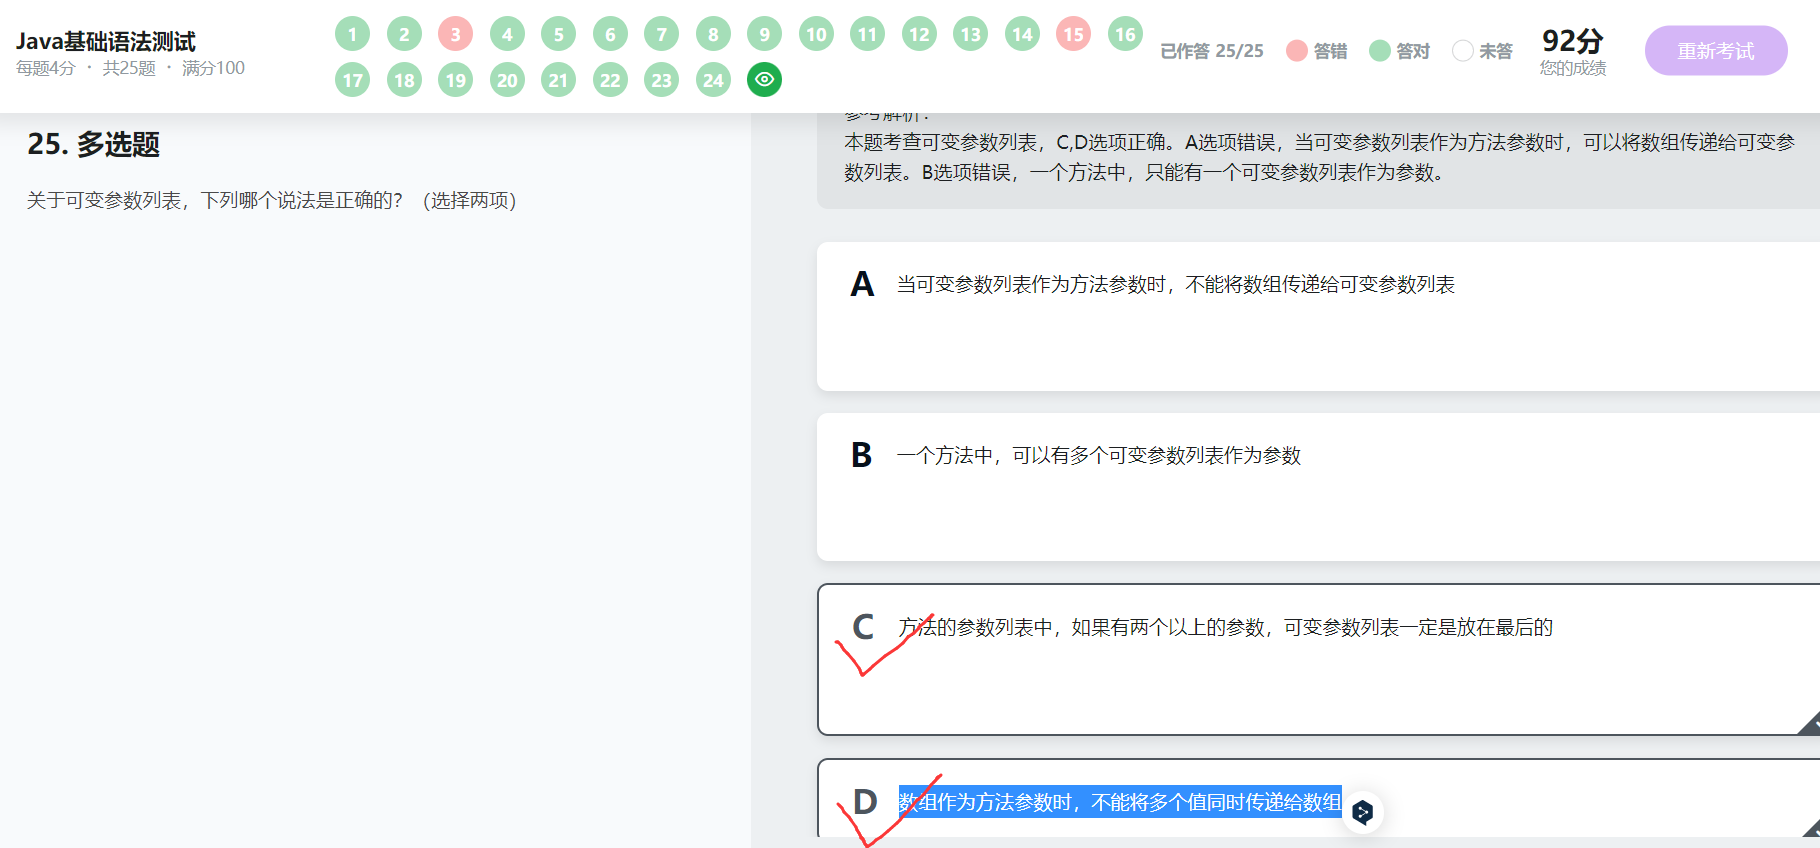 Java基础语法测试
每题4分 · 共25题 · 满分100
1 2 3 4 5 6 7 8 9 10 11 12 13 14 15 16
17 18 19 20 21 22 23 24
已作答 25/25 答错 答对 未答
92分
您的成绩
重新考试
25. 多选题
关于可变参数列表，下列哪个说法是正确的？（选择两项）
参考解析：
本题考查可变参数列表，C,D选项正确。A选项错误，当可变参数列表作为方法参数时，可以将数组传递给可变参
数列表。B选项错误，一个方法中，只能有一个可变参数列表作为参数。
A 当可变参数列表作为方法参数时，不能将数组传递给可变参数列表
B 一个方法中，可以有多个可变参数列表作为参数
C 方法的参数列表中，如果有两个以上的参数，可变参数列表一定是放在最后的
D 数组作为方法参数时，不能将多个值同时传递给数组